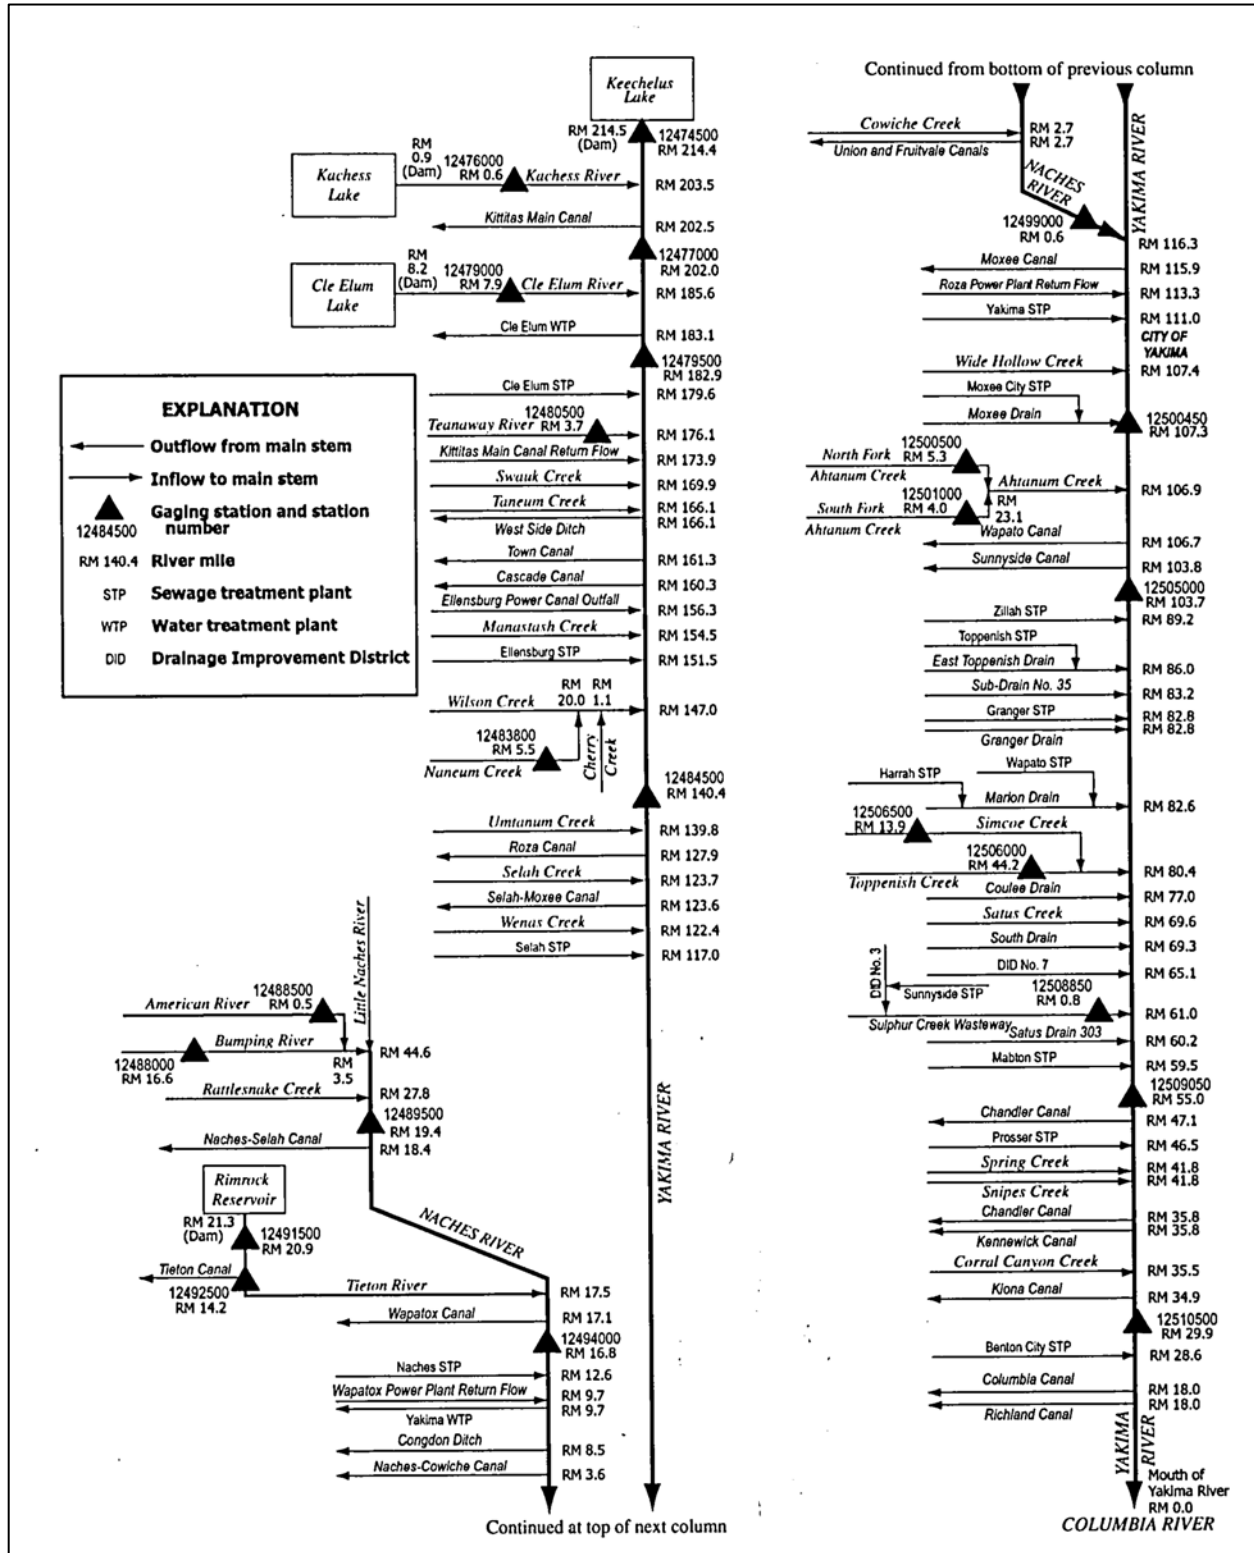 Keechelus
Lake
RM 214.5
(Dam)
12474500
RM 214.4
Kachess
Lake
RM
0.9
(Dam)
12476000
RM 0.6
Kachess River
RM 203.5
Kittitas Main Canal
RM 202.5
12477000
RM 202.0
Cle Elum
Lake
RM
8.2
(Dam)
12479000
RM 7.9
Cle Elum River
RM 185.6
Cle Elum WTP
RM 183.1
12479500
RM 182.9
EXPLANATION
Outflow from main stem
Inflow to main stem
Gaging station and station
number
12484500
RM 140.4 River mile
STP Sewage treatment plant
WTP Water treatment plant
DID Drainage Improvement District
Cle Elum STP
RM 179.6
12480500
RM 3.7
Teanaway River
RM 176.1
Kittitas Main Canal Return Flow
RM 173.9
Swauk Creek
RM 169.9
Taneum Creek
RM 166.1
RM 166.1
West Side Ditch
Town Canal
RM 161.3
Cascade Canal
RM 160.3
Ellensburg Power Canal Outfall
RM 156.3
Manastash Creek
RM 154.5
Ellensburg STP
RM 151.5
RM
20.0
RM
1.1
Wilson Creek
RM 147.0
12483800
RM 5.5
Naneum Creek
Cherry
Creek
12484500
RM 140.4
Umtanum Creek
RM 139.8
Roza Canal
RM 127.9
Selah Creek
RM 123.7
Selah-Moxee Canal
RM 123.6
Wenas Creek
RM 122.4
Selah STP
RM 117.0
Little Naches River
12488500
RM 0.5
American River
Bumping River
RM 44.6
12488000
RM 16.6
RM
3.5
Rattlesnake Creek
RM 27.8
12489500
RM 19.4
Naches-Selah Canal
RM 18.4
Rimrock
Reservoir
RM 21.3
(Dam)
12491500
RM 20.9
NACHES RIVER
YAKIMA RIVER
Tieton Canal
12492500
RM 14.2
Tieton River
RM 17.5
Wapatox Canal
RM 17.1
12494000
RM 16.8
Naches STP
RM 12.6
Wapatox Power Plant Return Flow
RM 9.7
RM 9.7
Yakima WTP
Congdon Ditch
RM 8.5
Naches-Cowiche Canal
RM 3.6
Continued at top of next column
Continued from bottom of previous column
Cowiche Creek
RM 2.7
RM 2.7
Union and Fruitvale Canals
NACHES
RIVER
YAKIMA RIVER
12499000
RM 0.6
RM 116.3
Moxee Canal
RM 115.9
Roza Power Plant Return Flow
RM 113.3
Yakima STP
RM 111.0
CITY OF
YAKIMA
Wide Hollow Creek
RM 107.4
Moxee City STP
Moxee Drain
12500450
RM 107.3
12500500
RM 5.3
North Fork
Ahtanum Creek
Ahtanum Creek
RM 106.9
12501000
RM 4.0
RM
23.1
South Fork
Ahtanum Creek
Wapato Canal
RM 106.7
Sunnyside Canal
RM 103.8
12505000
RM 103.7
Zillah STP
RM 89.2
Toppenish STP
East Toppenish Drain
RM 86.0
Sub-Drain No. 35
RM 83.2
Granger STP
RM 82.8
RM 82.8
Granger Drain
Wapato STP
Harrah STP
Marion Drain
RM 82.6
12506500
RM 13.9
Simcoe Creek
12506000
RM 44.2
Toppenish Creek
RM 80.4
Coulee Drain
RM 77.0
Satus Creek
RM 69.6
South Drain
RM 69.3
DID No. 7
RM 65.1
DID No. 3
Sunnyside STP
12508850
RM 0.8
RM 61.0
Sulphur Creek Wasteway
Satus Drain 303
RM 60.2
Mabton STP
RM 59.5
12509050
RM 55.0
Chandler Canal
RM 47.1
Prosser STP
RM 46.5
Spring Creek
RM 41.8
RM 41.8
Snipes Creek
Chandler Canal
RM 35.8
RM 35.8
Kennewick Canal
Corral Canyon Creek
RM 35.5
Kiona Canal
RM 34.9
12510500
RM 29.9
Benton City STP
RM 28.6
Columbia Canal
RM 18.0
RM 18.0
Richland Canal
YAKIMA
RIVER
Mouth of
Yakima River
RM 0.0
COLUMBIA RIVER